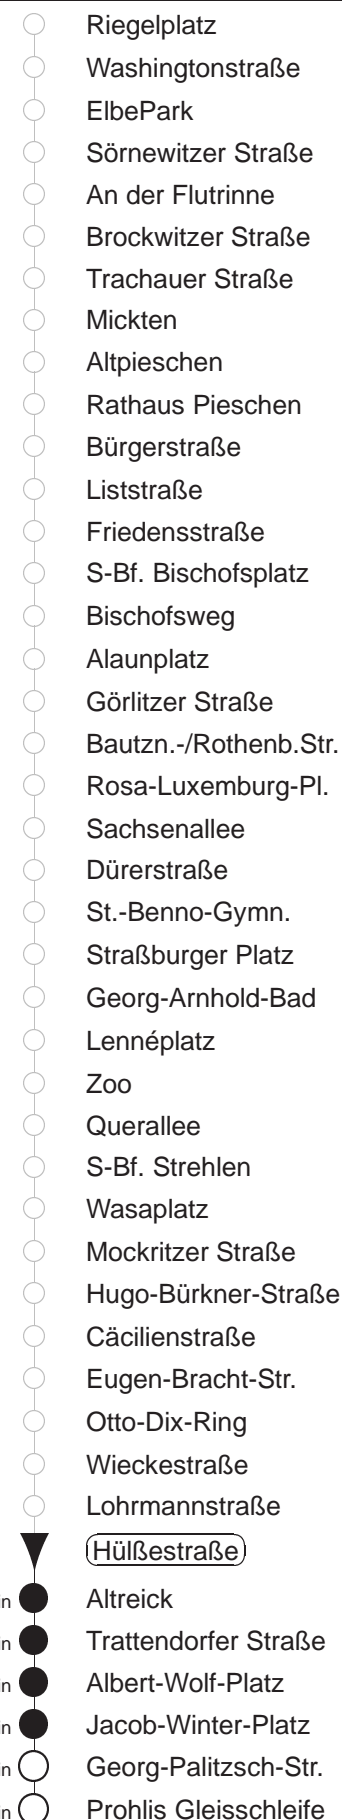 Riegelplatz
Washingtonstraße
ElbePark
Sörnewitzer Straße
An der Flutrinne
Brockwitzer Straße
Trachauer Straße
Mickten
Altpieschen
Rathaus Pieschen
Bürgerstraße
Liststraße
Friedensstraße
S-Bf. Bischofsplatz
Bischofsweg
Alaunplatz
Görlitzer Straße
Bautzn.-/Rothenb.Str.
Rosa-Luxemburg-Pl.
Sachsenallee
Dürerstraße
St.-Benno-Gymn.
Straßburger Platz
Georg-Arnhold-Bad
Lennéplatz
Zoo
Querallee
S-Bf. Strehlen
Wasaplatz
Mockritzer Straße
Hugo-Bürkner-Straße
Cäcilienstraße
Eugen-Bracht-Str.
Otto-Dix-Ring
Wieckestraße
Lohrmannstraße
Hülßestraße
Altreick
Trattendorfer Straße
Albert-Wolf-Platz
Jacob-Winter-Platz
Georg-Palitzsch-Str.
Prohlis Gleisschleife